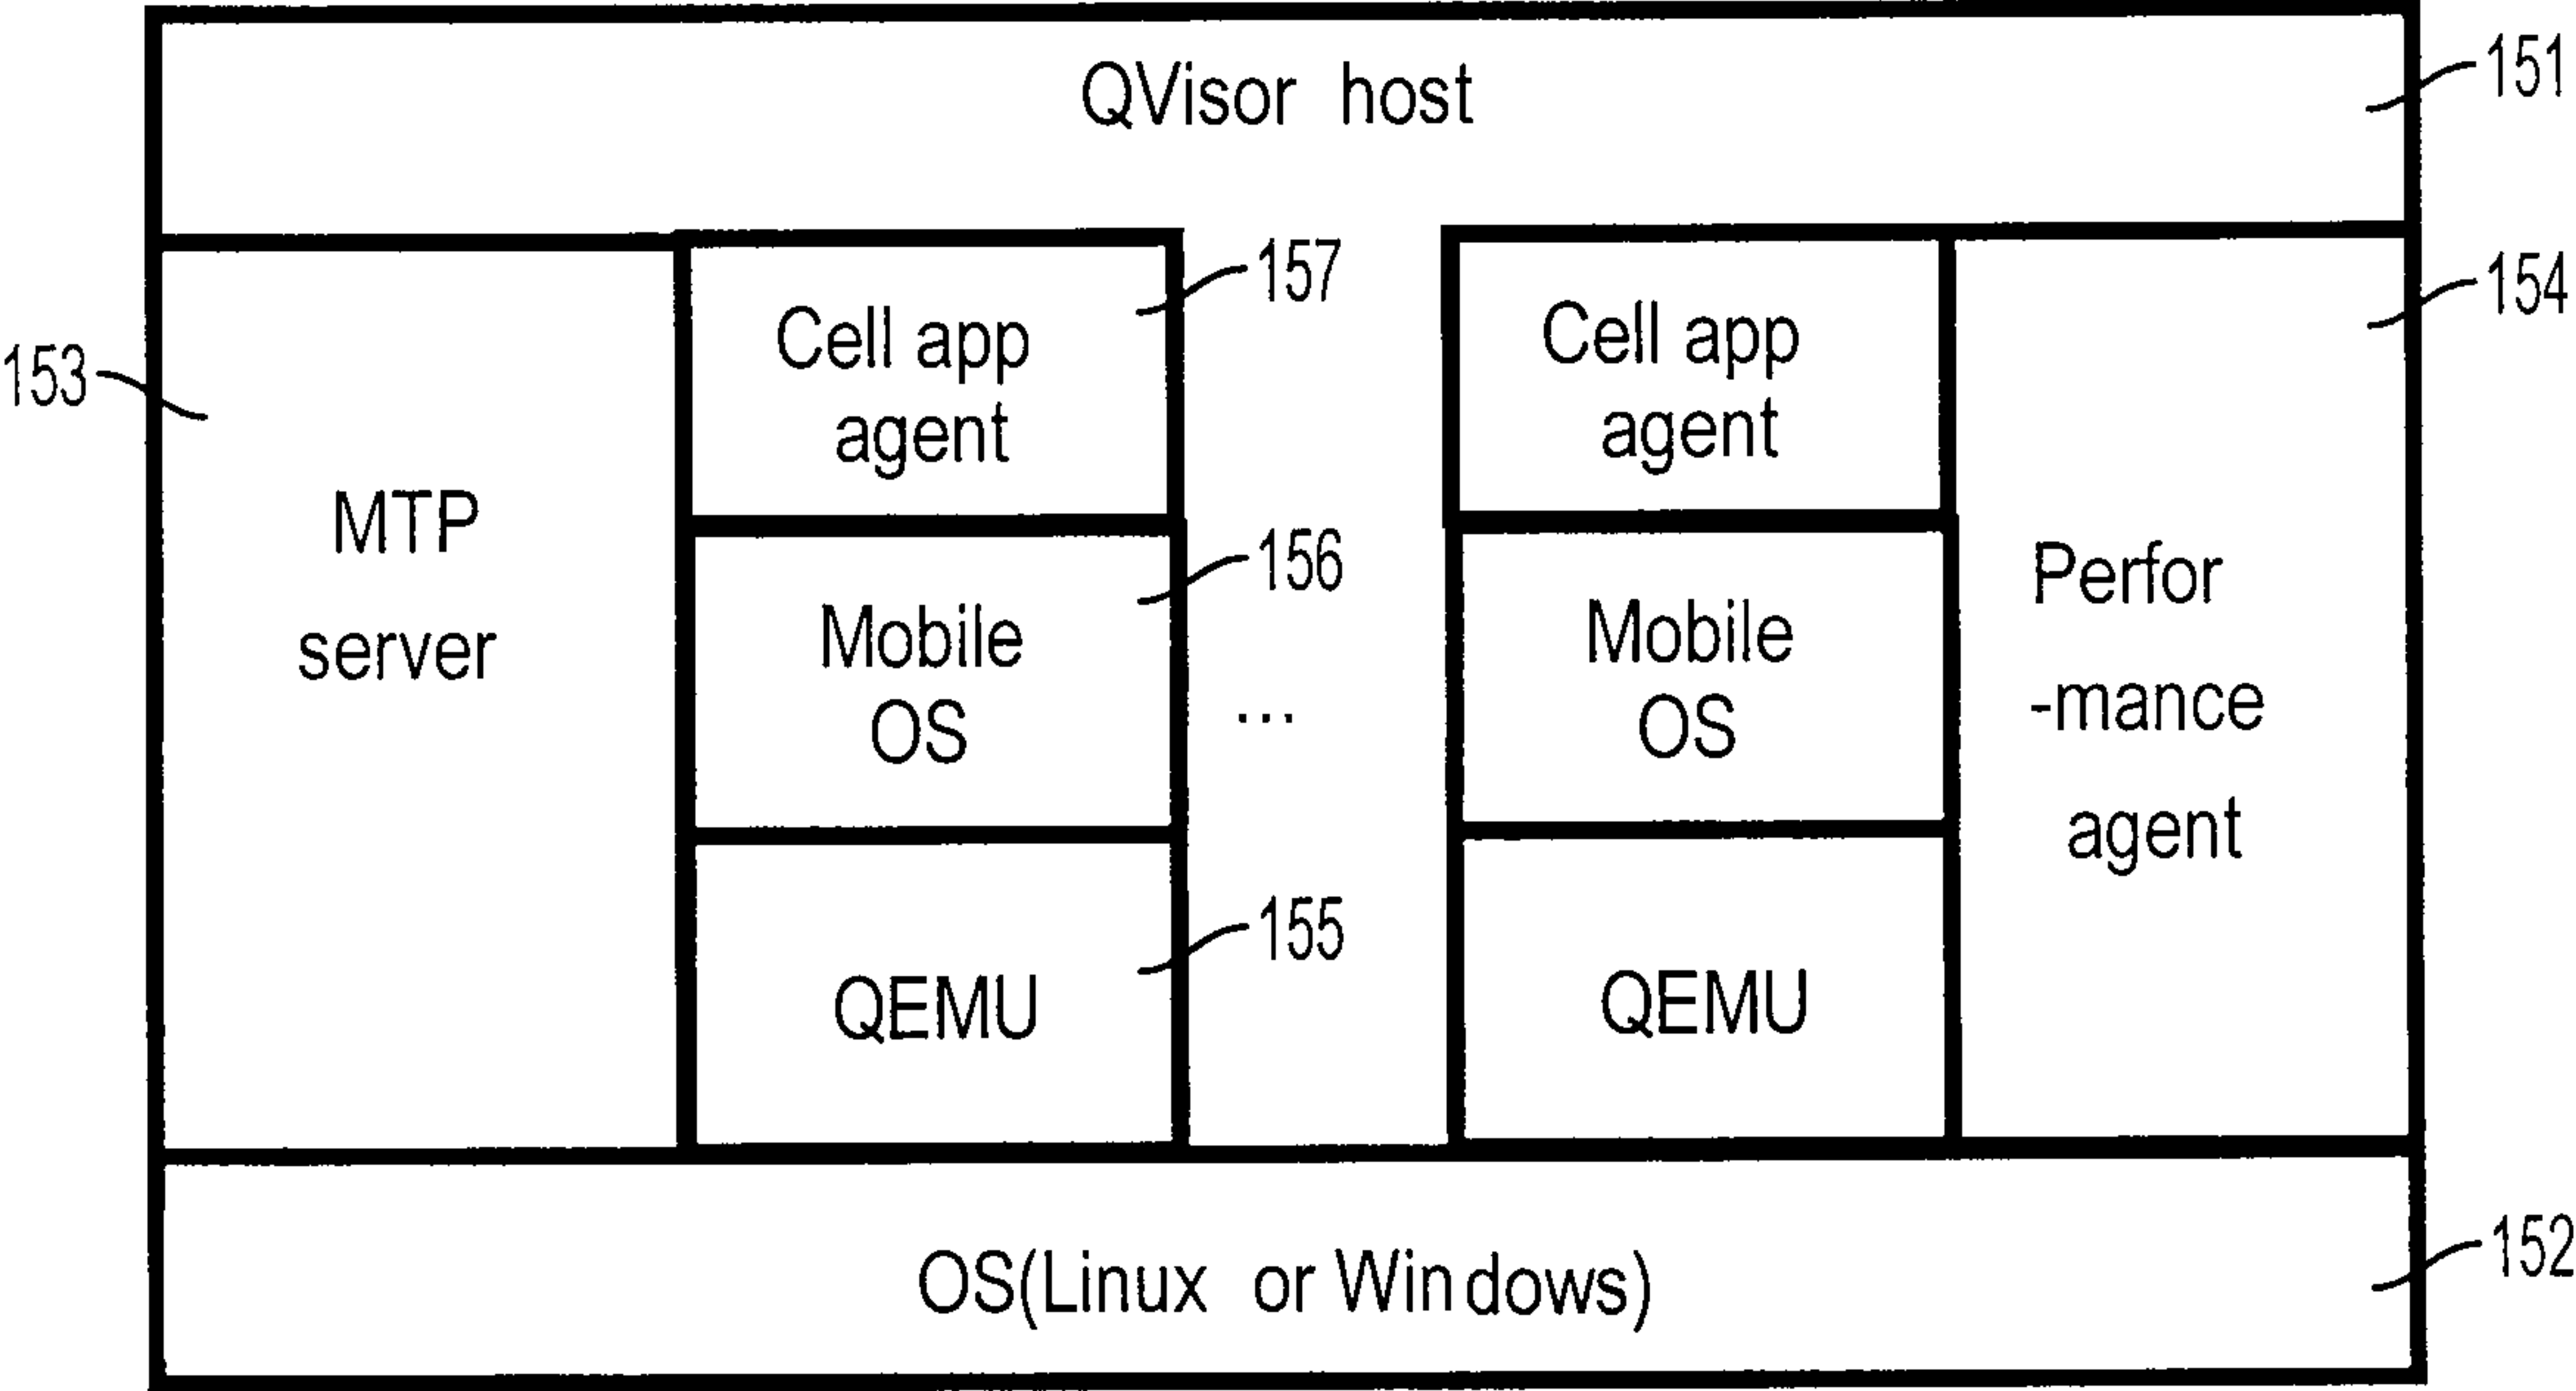 QVisor host
151
153
MTP
server
Cell app
agent
157
Mobile
OS
156
QEMU
155
...
Cell app
agent
Mobile
OS
QEMU
154
Perfor
-mance
agent
OS(Linux or Windows)
152